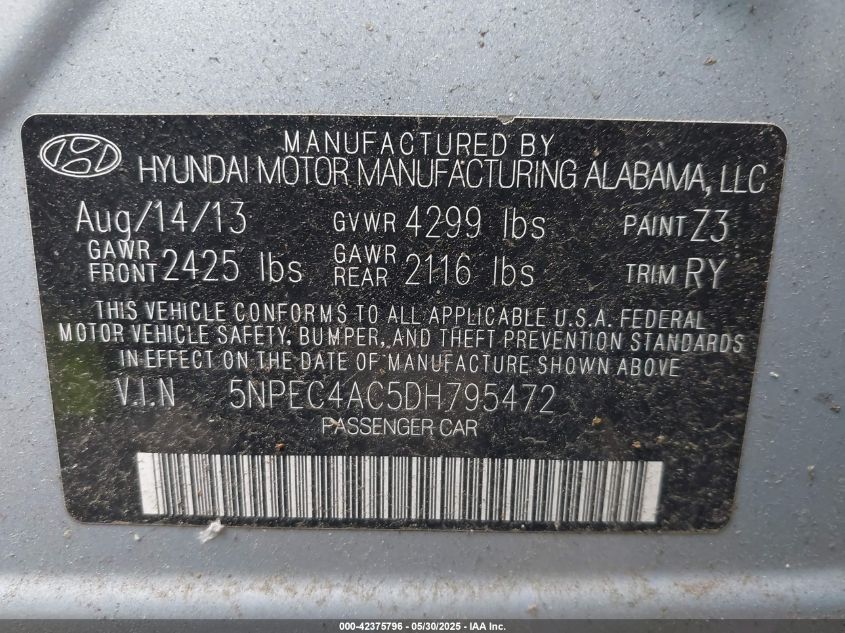 MANUFACTURED BY
HYUNDAI MOTOR MANUFACTURING ALABAMA, LLC
Aug/14/13 GVWR 4299 lbs PAINT Z3
GAWR FRONT 2425 lbs GAWR REAR 2116 lbs TRIM RY
THIS VEHICLE CONFORMS TO ALL APPLICABLE U.S.A. FEDERAL
MOTOR VEHICLE SAFETY, BUMPER, AND THEFT PREVENTION STANDARDS
IN EFFECT ON THE DATE OF MANUFACTURE SHOWN ABOVE.
V.I.N 5NPEC4AC5DH795472
PASSENGER CAR
000-42375796 - 05/30/2025 - IAA Inc.